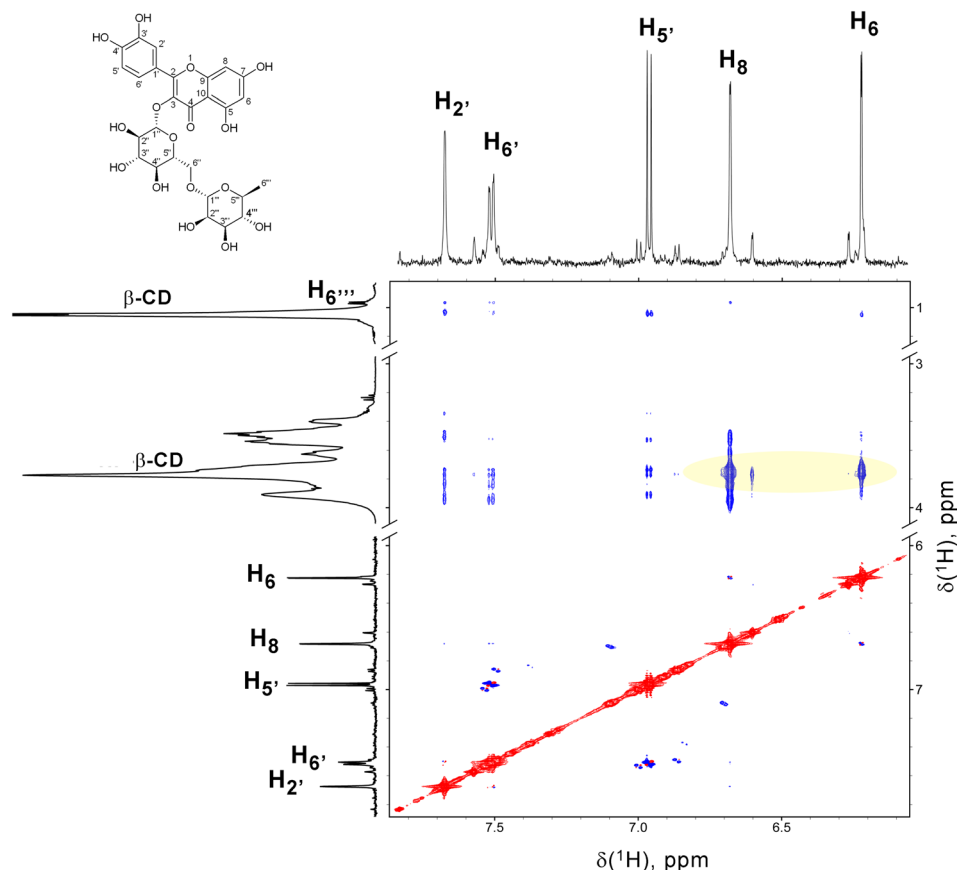 OH
HO
3'
4'
2'
5'
1'
6'
O
1
2
3
4
9
10
8
7
OH
6
5
O
OH
O
HO
1''
2''
O
3''
5''
HO
4''
6''
HO
OH
O
O
6'''
1'''
5'''
2'''
4'''
3'''
HO
OH
OH
H2'
H6'
H5'
H8
H6
β-CD
H6'''
β-CD
H6
H8
H5'
H6'
H2'
1
3
4
6
7
δ(¹H), ppm
7.5
7.0
6.5
δ(¹H), ppm